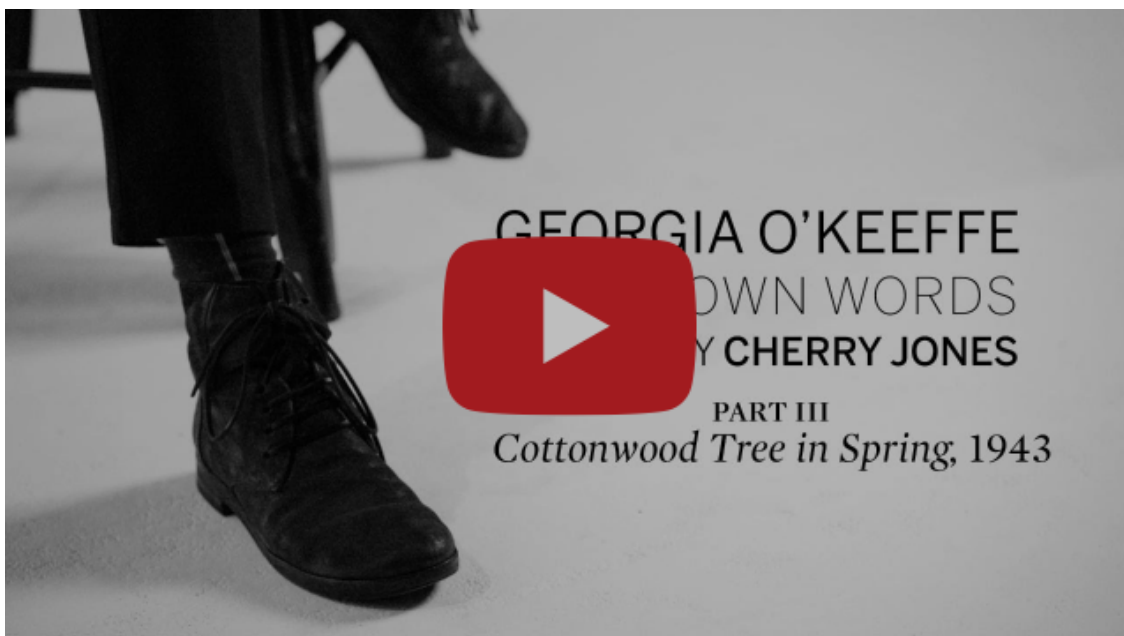 GEORGIA O'KEEFFE
OWN WORDS
CHERRY JONES
PART III
Cottonwood Tree in Spring, 1943